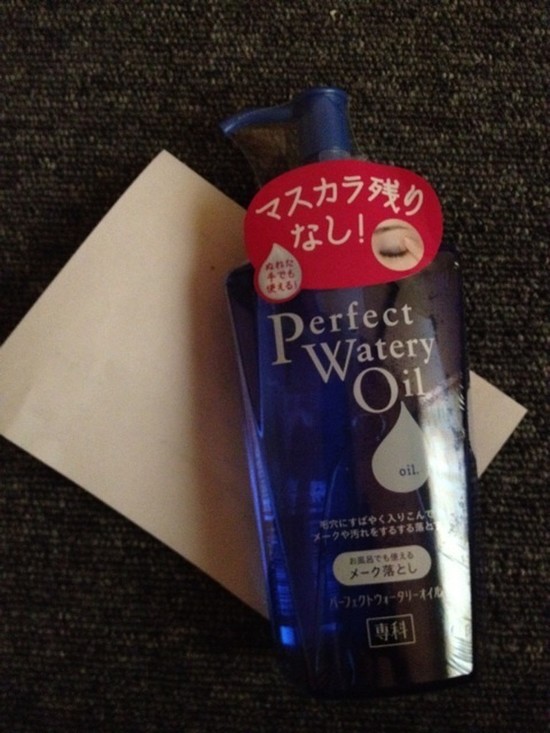 マスカラ残り
なし!
ぬれた
手でも
使える!
Perfect
Watery
Oil
oil.
毛穴にすばやく入りこんで
メークや汚れをするする落と
お風呂でも使える
メーク落とし
パーフェクトウォータリーオイル
専科